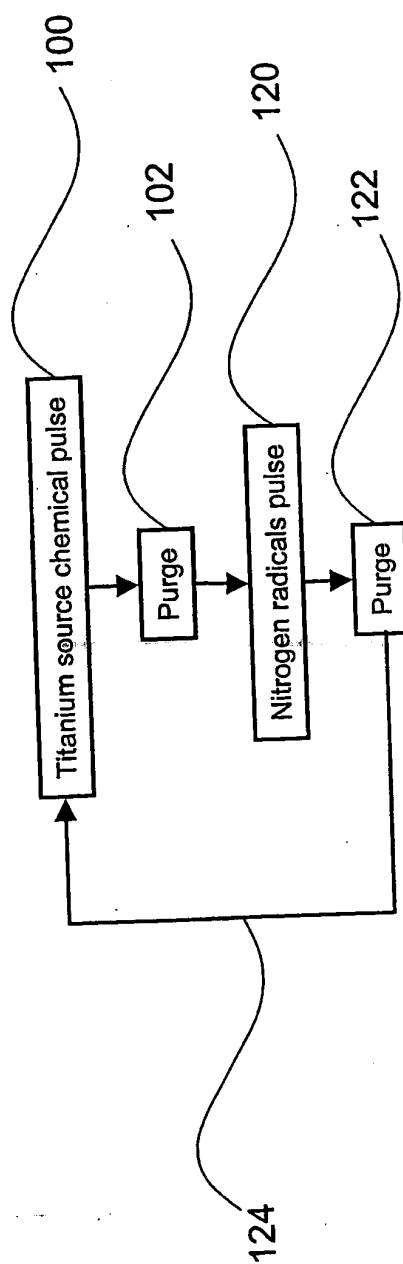 Titanium source chemical pulse
100
Purge
102
Nitrogen radicals pulse
120
Purge
122
124